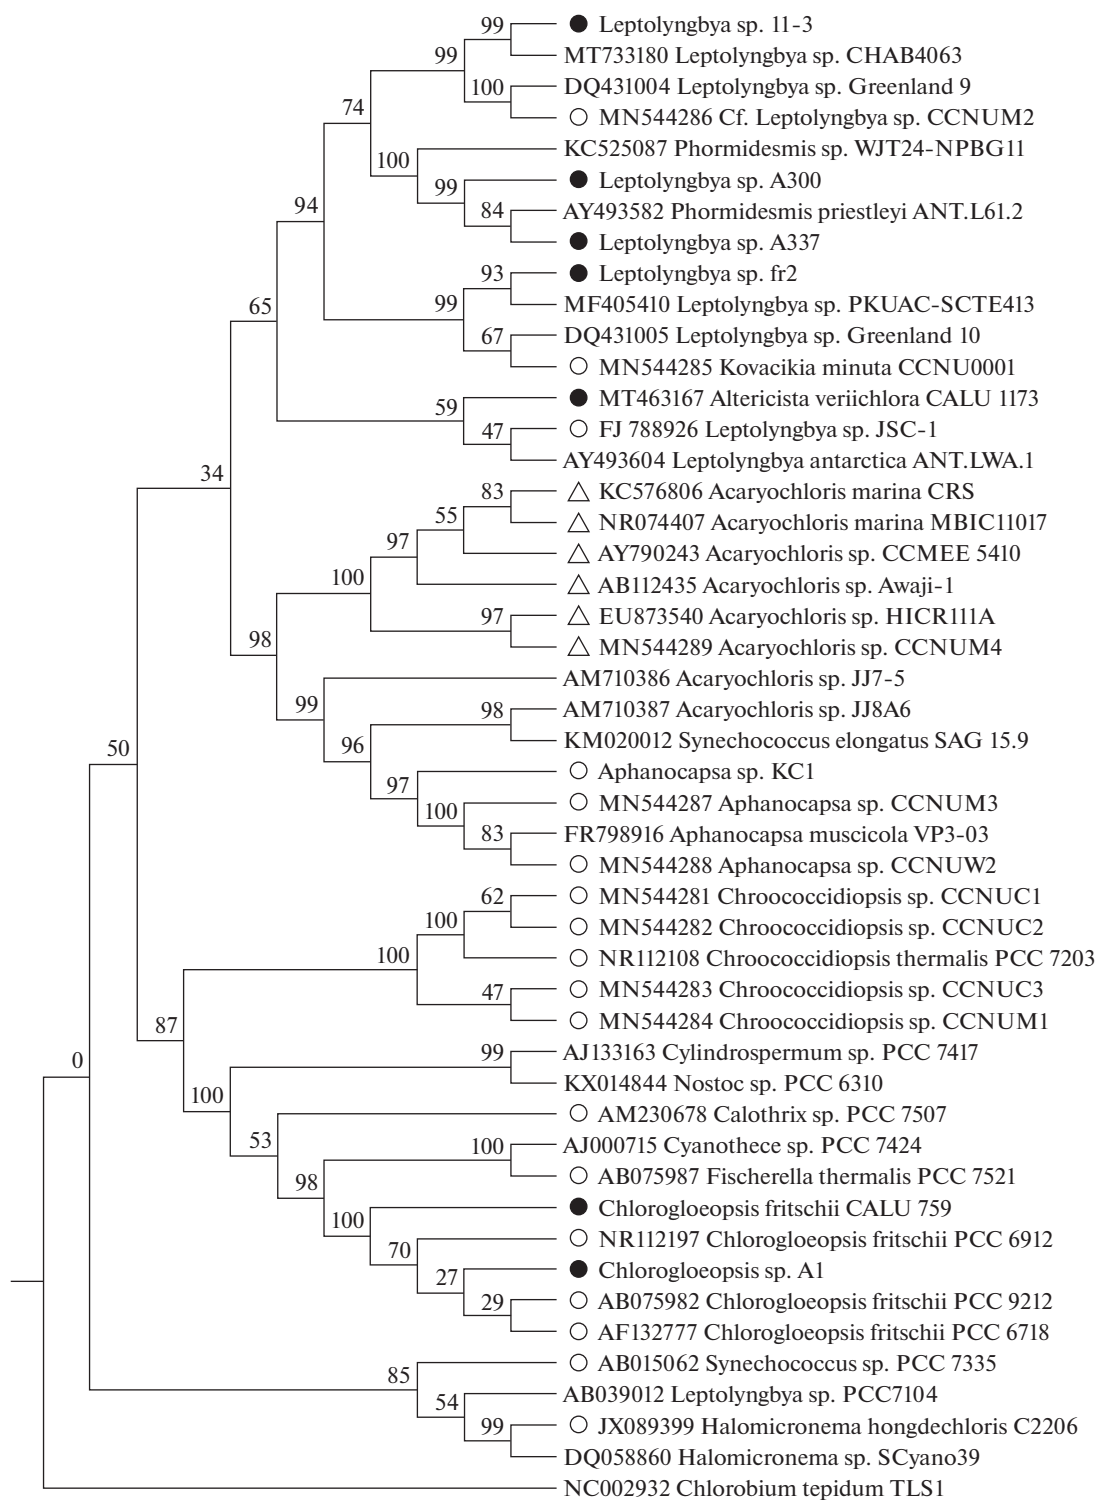 99
Leptolyngbya sp. 11-3
99
MT733180 Leptolyngbya sp. CHAB4063
100
DQ431004 Leptolyngbya sp. Greenland 9
74
MN544286 Cf. Leptolyngbya sp. CCNUM2
100
KC525087 Phormidesmis sp. WJT24-NPBG11
99
Leptolyngbya sp. A300
94
84
AY493582 Phormidesmis priestleyi ANT.L61.2
Leptolyngbya sp. A337
93
Leptolyngbya sp. fr2
65
99
MF405410 Leptolyngbya sp. PKUAC-SCTE413
67
DQ431005 Leptolyngbya sp. Greenland 10
MN544285 Kovacikia minuta CCNU0001
59
MT463167 Altericista veriichlora CALU 1173
47
FJ 788926 Leptolyngbya sp. JSC-1
34
AY493604 Leptolyngbya antarctica ANT.LWA.1
83
KC576806 Acaryochloris marina CRS
55
NR074407 Acaryochloris marina MBIC11017
97
AY790243 Acaryochloris sp. CCMEE 5410
100
AB112435 Acaryochloris sp. Awaji-1
97
EU873540 Acaryochloris sp. HICR111A
98
MN544289 Acaryochloris sp. CCNUM4
AM710386 Acaryochloris sp. JJ7-5
99
98
AM710387 Acaryochloris sp. JJ8A6
50
96
KM020012 Synechococcus elongatus SAG 15.9
97
Aphanocapsa sp. KC1
100
MN544287 Aphanocapsa sp. CCNUM3
83
FR798916 Aphanocapsa muscicola VP3-03
MN544288 Aphanocapsa sp. CCNUW2
62
MN544281 Chroococcidiopsis sp. CCNUC1
100
MN544282 Chroococcidiopsis sp. CCNUC2
100
NR112108 Chroococcidiopsis thermalis PCC 7203
47
MN544283 Chroococcidiopsis sp. CCNUC3
87
MN544284 Chroococcidiopsis sp. CCNUM1
0
99
AJ133163 Cylindrospermum sp. PCC 7417
100
KX014844 Nostoc sp. PCC 6310
AM230678 Calothrix sp. PCC 7507
53
100
AJ000715 Cyanothece sp. PCC 7424
98
AB075987 Fischerella thermalis PCC 7521
100
Chlorogloeopsis fritschii CALU 759
70
NR112197 Chlorogloeopsis fritschii PCC 6912
27
Chlorogloeopsis sp. A1
29
AB075982 Chlorogloeopsis fritschii PCC 9212
AF132777 Chlorogloeopsis fritschii PCC 6718
85
AB015062 Synechococcus sp. PCC 7335
54
AB039012 Leptolyngbya sp. PCC7104
99
JX089399 Halomicronema hongdechloris C2206
DQ058860 Halomicronema sp. SCyano39
NC002932 Chlorobium tepidum TLS1